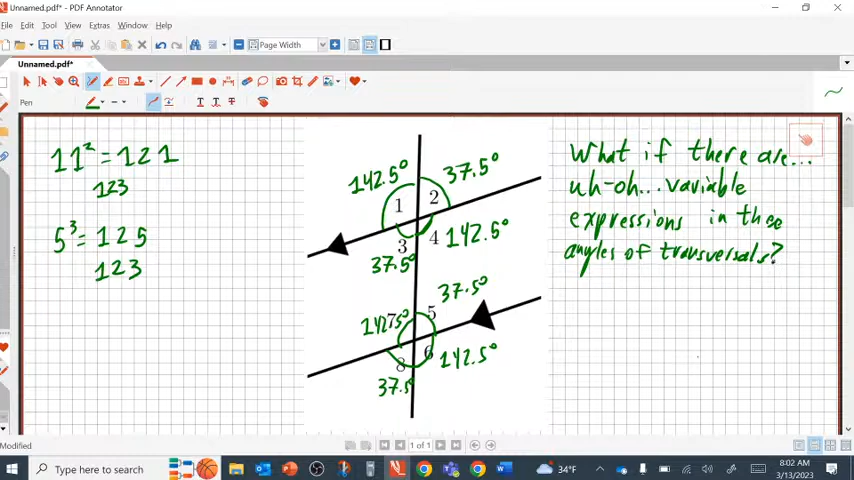 Unnamed.pdf* - PDF Annotator
File Edit Tool View Extras Window Help
Page Width
Unnamed.pdf*
Pen
11² = 121
123
5³ = 125
123
142.5°
37.5°
1
2
3
4
142.5°
37.5°
37.5°
142.5°
7
5
8
6
142.5°
37.5°
What if there are...
uh-oh... variable
expressions in these
angles of transversals?
Modified
1 of 1
Type here to search
34°F
8:02 AM
3/13/2023